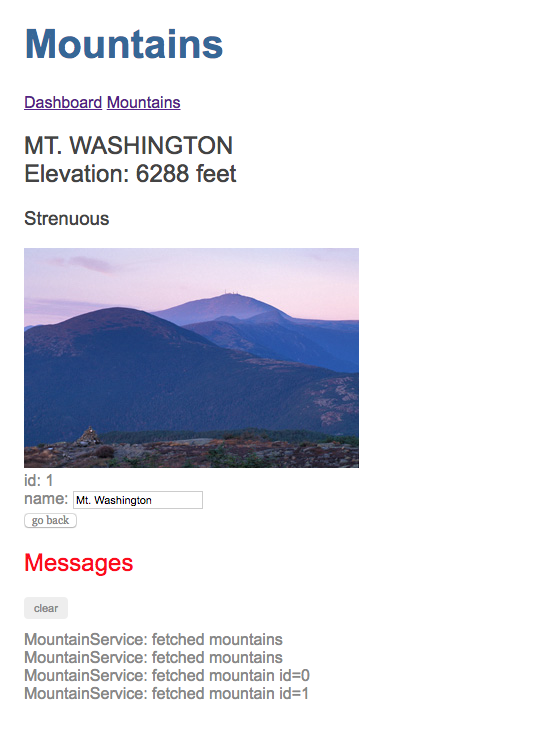 Mountains
Dashboard Mountains
MT. WASHINGTON
Elevation: 6288 feet
Strenuous
id: 1
name: Mt. Washington
go back
Messages
clear
MountainService: fetched mountains
MountainService: fetched mountains
MountainService: fetched mountain id=0
MountainService: fetched mountain id=1